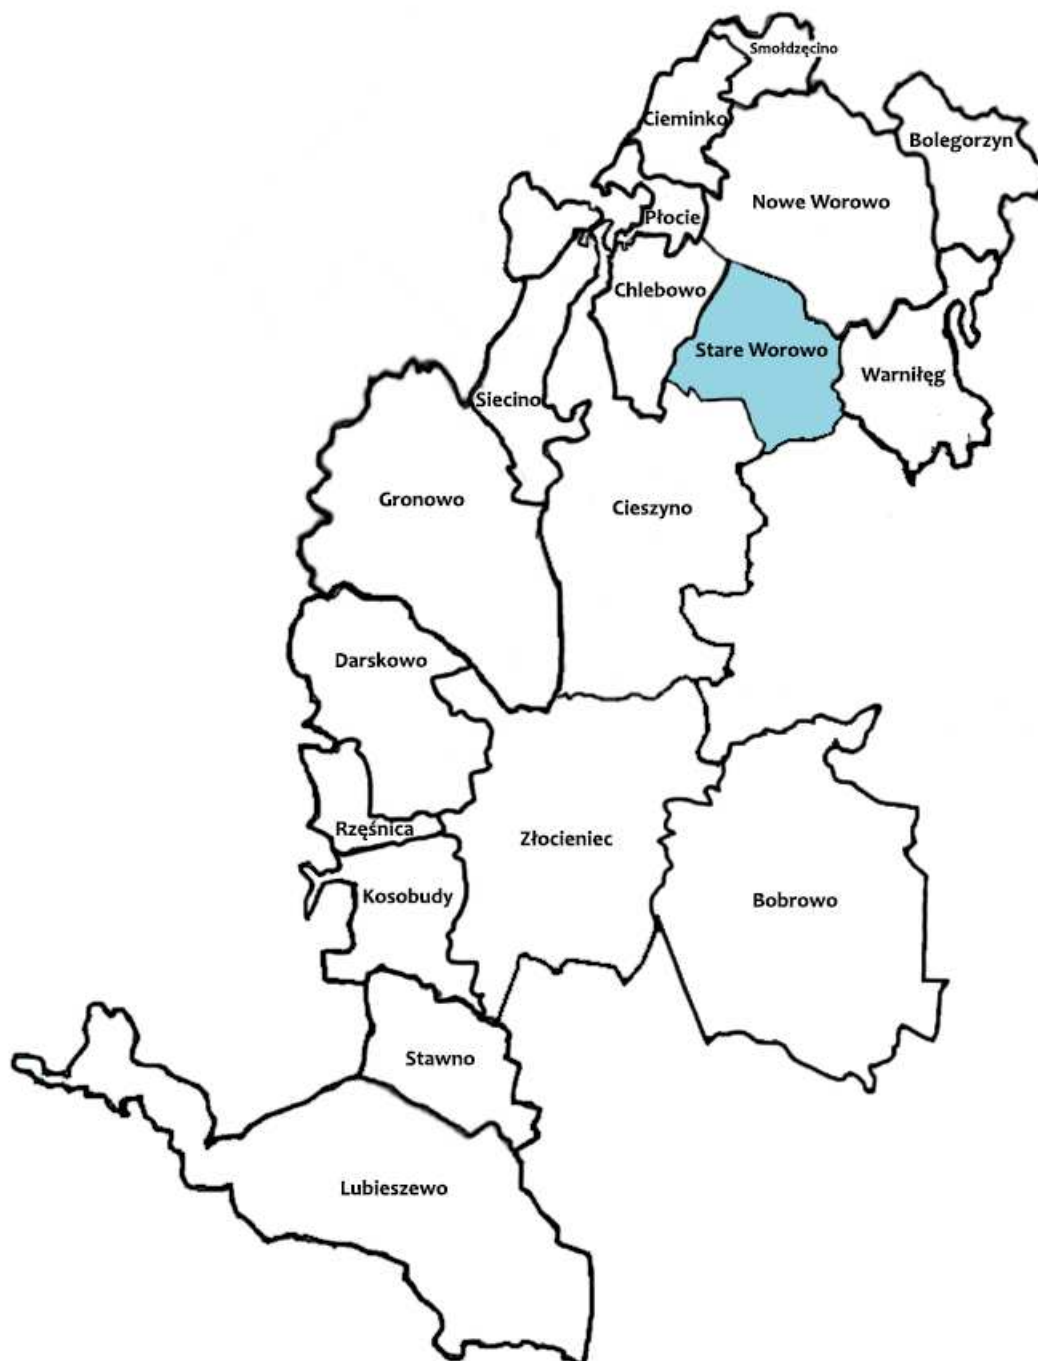 Smołdzęcino
Cieminko
Bolegorzyn
Nowe Worowo
Płocie
Chlebowo
Stare Worowo
Warniłęg
Siecino
Gronowo
Cieszyno
Darskowo
Rzęśnica
Złocieniec
Kosobudy
Bobrowo
Stawno
Lubieszewo